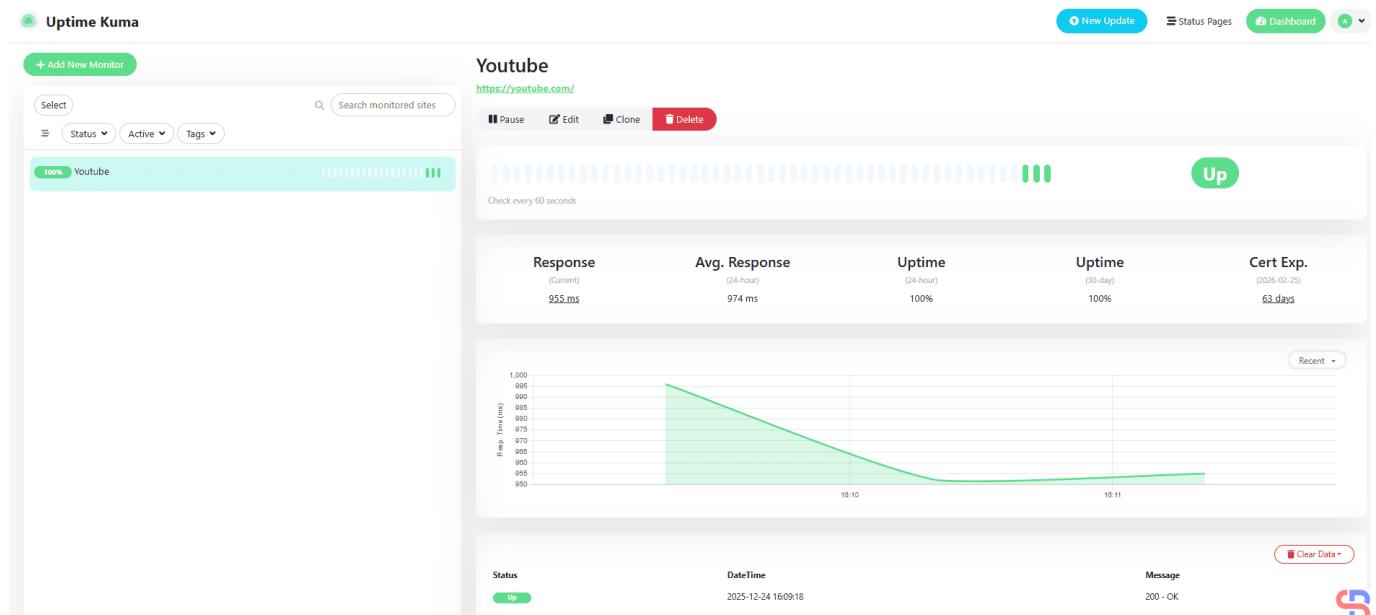 Uptime Kuma
New Update
Status Pages
Dashboard
Add New Monitor
Select
Search monitored sites
Status
Active
Tags
100% Youtube
Youtube
https://youtube.com/
Pause Edit Clone Delete
Up
Check every 60 seconds
Response Avg. Response Uptime Uptime Cert Exp.
(Current) (24-hour) (24-hour) (30-day) (2026-02-25)
955 ms 974 ms 100% 100% 63 days
Recent
Resp. Time (ms)
1,000
995
990
985
980
975
970
965
960
955
950
16:10 16:11
Clear Data
Status DateTime Message
Up 2025-12-24 16:09:18 200 - OK